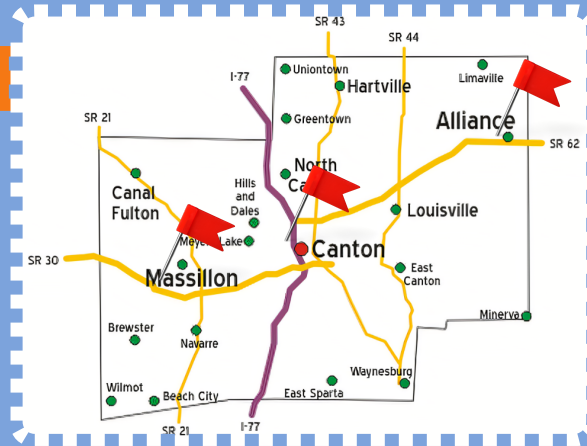 SR 43
SR 44
Uniontown
I-77
Limaville
Hartville
SR 21
Greentown
Alliance
SR 62
North
Canal
Fulton
Hills
and
Dales
Louisville
Lake
Canton
SR 30
Massillon
East
Canton
Minerva
Brewster
Navarre
Waynesburg
Wilmot
Beach City
East Sparta
SR 21
I-77